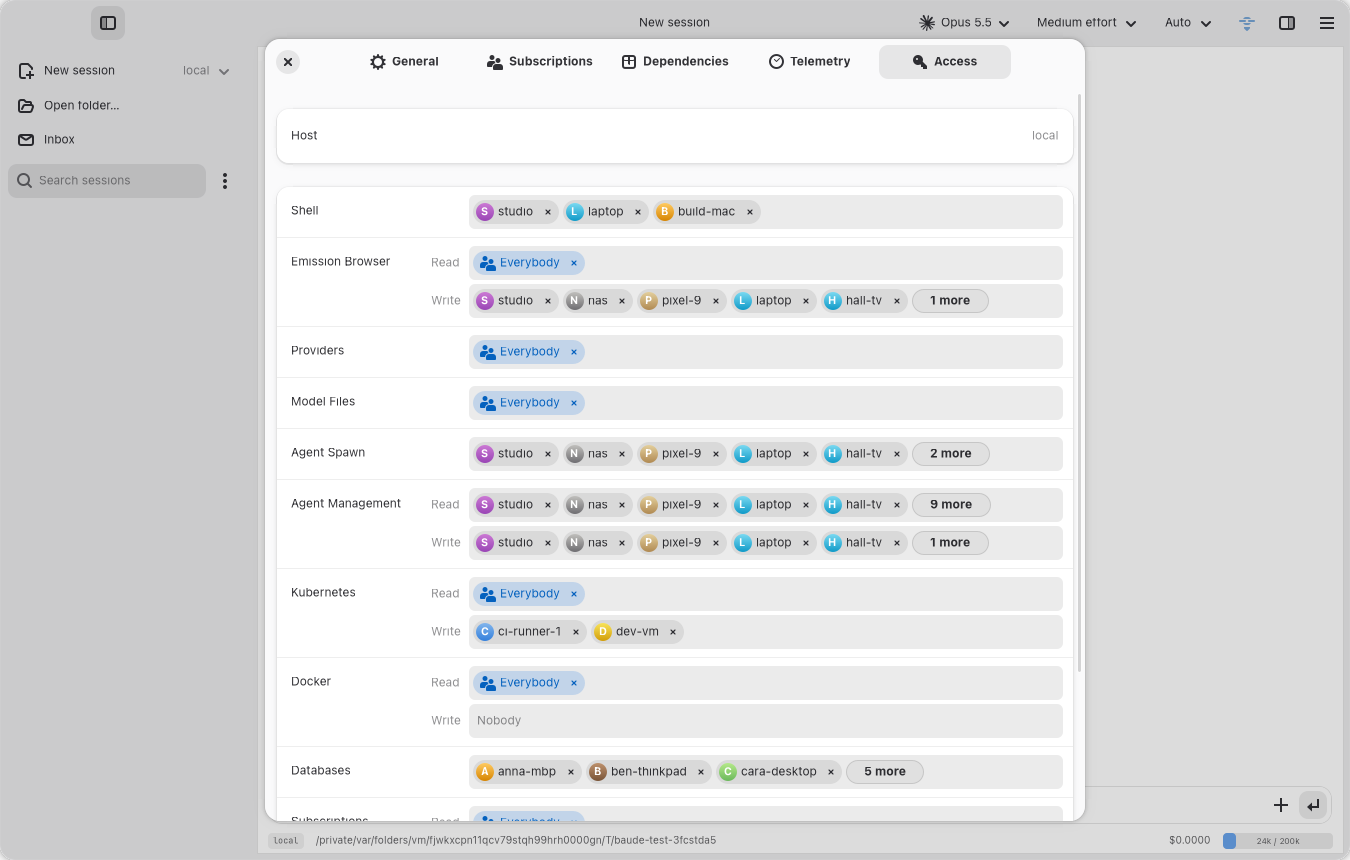 New session
Opus 5.5
Medium effort
Auto
New session
local
Open folder...
Inbox
Search sessions
General
Subscriptions
Dependencies
Telemetry
Access
Host
local
Shell
S studio × L laptop × B build-mac ×
Emission Browser
Read
Everybody ×
Write
S studio × N nas × P pixel-9 × L laptop × H hall-tv × 1 more
Providers
Everybody ×
Model Files
Everybody ×
Agent Spawn
S studio × N nas × P pixel-9 × L laptop × H hall-tv × 2 more
Agent Management
Read
S studio × N nas × P pixel-9 × L laptop × H hall-tv × 9 more
Write
S studio × N nas × P pixel-9 × L laptop × H hall-tv × 1 more
Kubernetes
Read
Everybody ×
Write
C ci-runner-1 × D dev-vm ×
Docker
Read
Everybody ×
Write
Nobody
Databases
A anna-mbp × B ben-thinkpad × C cara-desktop × 5 more
Subscriptions
Read
Everybody
local
/private/var/folders/vm/fjwkxcpn11qcv79stqh99hrh0000gn/T/baude-test-3fcstda5
$0.0000
24k / 200k